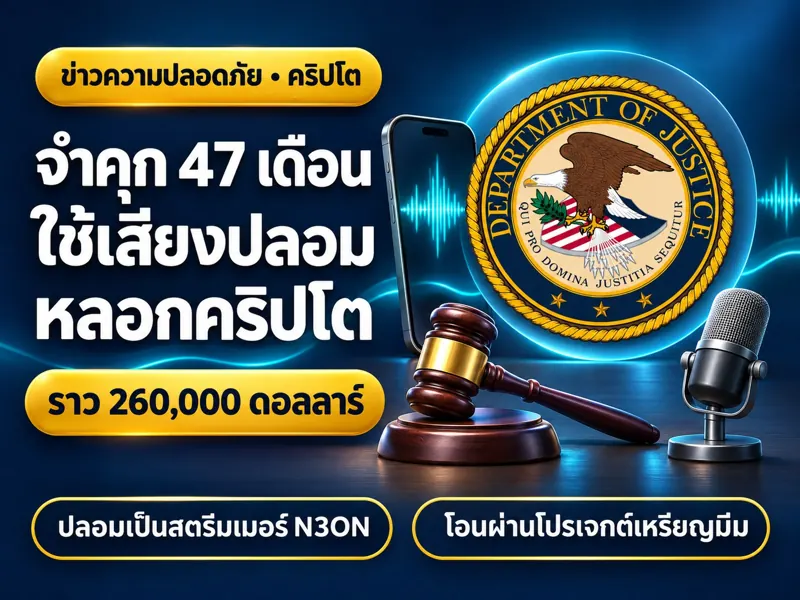 ข่าวความปลอดภัย • คริปโต
จำคุก 47 เดือน
ใช้เสียงปลอม
หลอกคริปโต
ราว 260,000 ดอลลาร์
DEPARTMENT OF JUSTICE
QUI PRO DOMINA JUSTITIA SEQUITUR
ปลอมเป็นสตรีมเมอร์ N3ON
โอนผ่านโปรเจกต์เหรียญมีม